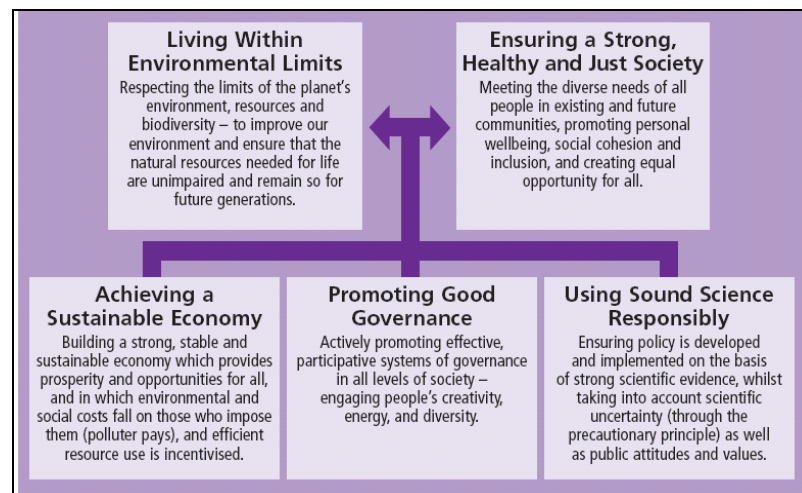 Living Within
Environmental Limits
Respecting the limits of the planet's
environment, resources and
biodiversity – to improve our
environment and ensure that the
natural resources needed for life
are unimpaired and remain so for
future generations.
Ensuring a Strong,
Healthy and Just Society
Meeting the diverse needs of all
people in existing and future
communities, promoting personal
wellbeing, social cohesion and
inclusion, and creating equal
opportunity for all.
Achieving a
Sustainable Economy
Building a strong, stable and
sustainable economy which provides
prosperity and opportunities for all,
and in which environmental and
social costs fall on those who impose
them (polluter pays), and efficient
resource use is incentivised.
Promoting Good
Governance
Actively promoting effective,
participative systems of governance
in all levels of society –
engaging people's creativity,
energy, and diversity.
Using Sound Science
Responsibly
Ensuring policy is developed
and implemented on the basis
of strong scientific evidence, whilst
taking into account scientific
uncertainty (through the
precautionary principle) as well
as public attitudes and values.